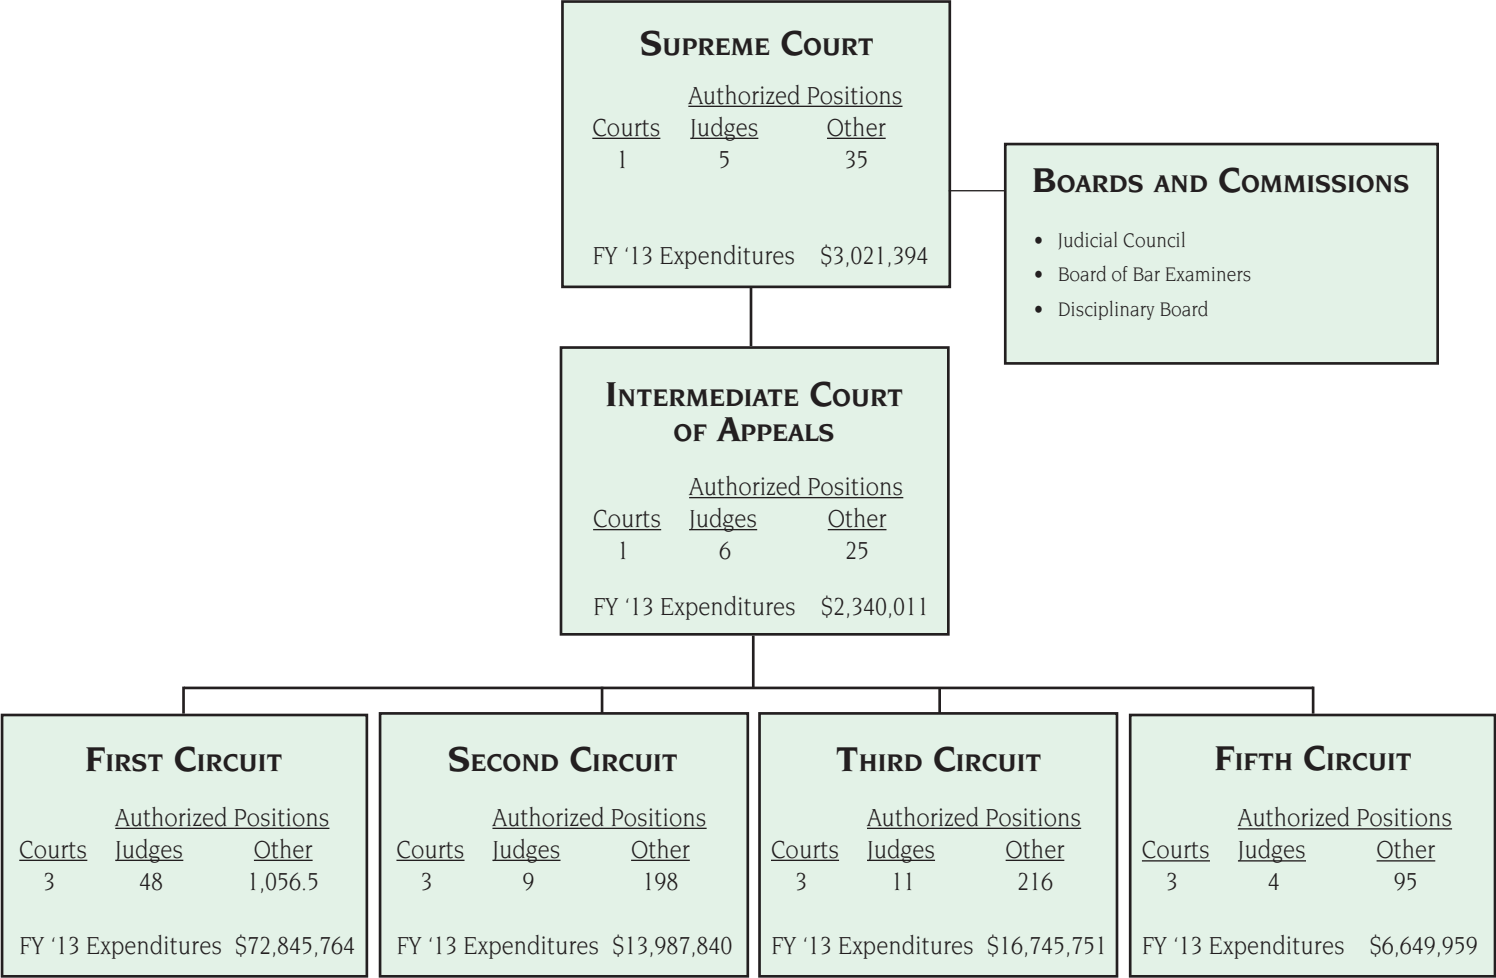 SUPREME COURT
Authorized Positions
Courts Judges Other
1 5 35
FY ‘13 Expenditures $3,021,394
BOARDS AND COMMISSIONS
• Judicial Council
• Board of Bar Examiners
• Disciplinary Board
INTERMEDIATE COURT
OF APPEALS
Authorized Positions
Courts Judges Other
1 6 25
FY ‘13 Expenditures $2,340,011
FIRST CIRCUIT
Authorized Positions
Courts Judges Other
3 48 1,056.5
FY ‘13 Expenditures $72,845,764
SECOND CIRCUIT
Authorized Positions
Courts Judges Other
3 9 198
FY ‘13 Expenditures $13,987,840
THIRD CIRCUIT
Authorized Positions
Courts Judges Other
3 11 216
FY ‘13 Expenditures $16,745,751
FIFTH CIRCUIT
Authorized Positions
Courts Judges Other
3 4 95
FY ‘13 Expenditures $6,649,959